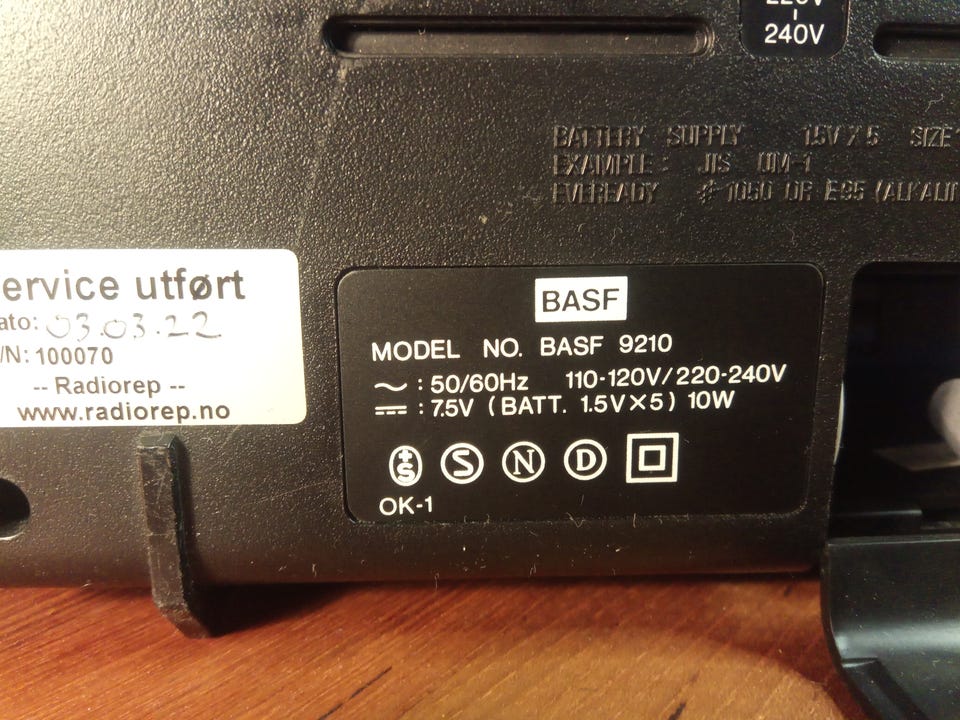 240V
BATTERY SUPPLY 1.5V X 5 SIZE
EXAMPLE: JIS UM-1
EVEREADY # 1050 OR E95 (ALKALIN
ervice utført
ato: 03.03.22
/N: 100070
-- Radiorep --
www.radiorep.no
BASF
MODEL NO. BASF 9210
~ : 50/60Hz 110-120V/220-240V
⎓ : 7.5V (BATT. 1.5V×5) 10W
S S N D
OK-1